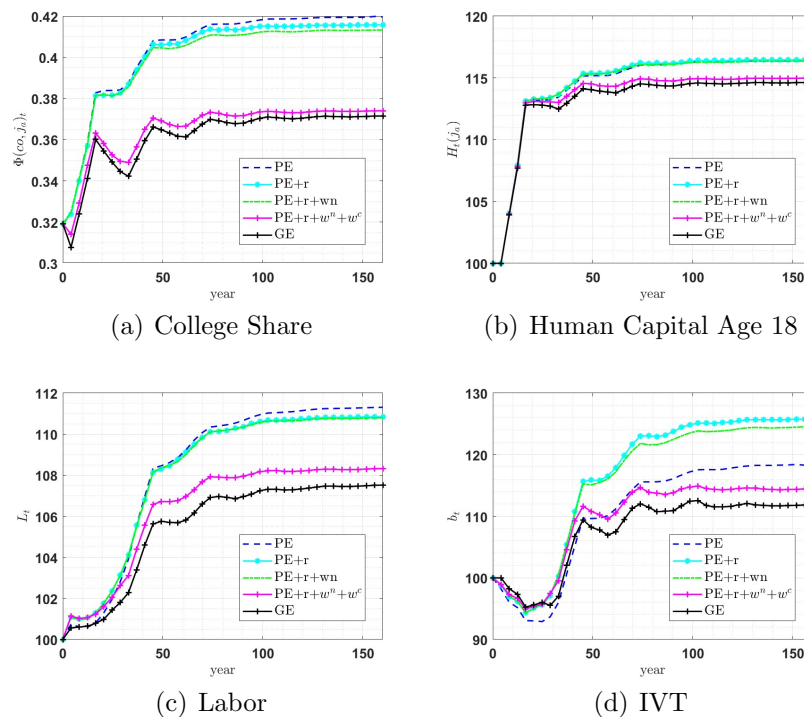 0.42
0.4
0.38
0.36
0.34
0.32
0.3
Φ(co, j_a)_t
PE
PE+r
PE+r+wn
PE+r+w^n+w^c
GE
0 50 100 150
year
(a) College Share
120
115
110
105
100
H_t(j_a)
PE
PE+r
PE+r+wn
PE+r+w^n+w^c
GE
0 50 100 150
year
(b) Human Capital Age 18
112
110
108
106
104
102
100
L_t
PE
PE+r
PE+r+wn
PE+r+w^n+w^c
GE
0 50 100 150
year
(c) Labor
130
120
110
100
90
b_t
PE
PE+r
PE+r+wn
PE+r+w^n+w^c
GE
0 50 100 150
year
(d) IVT